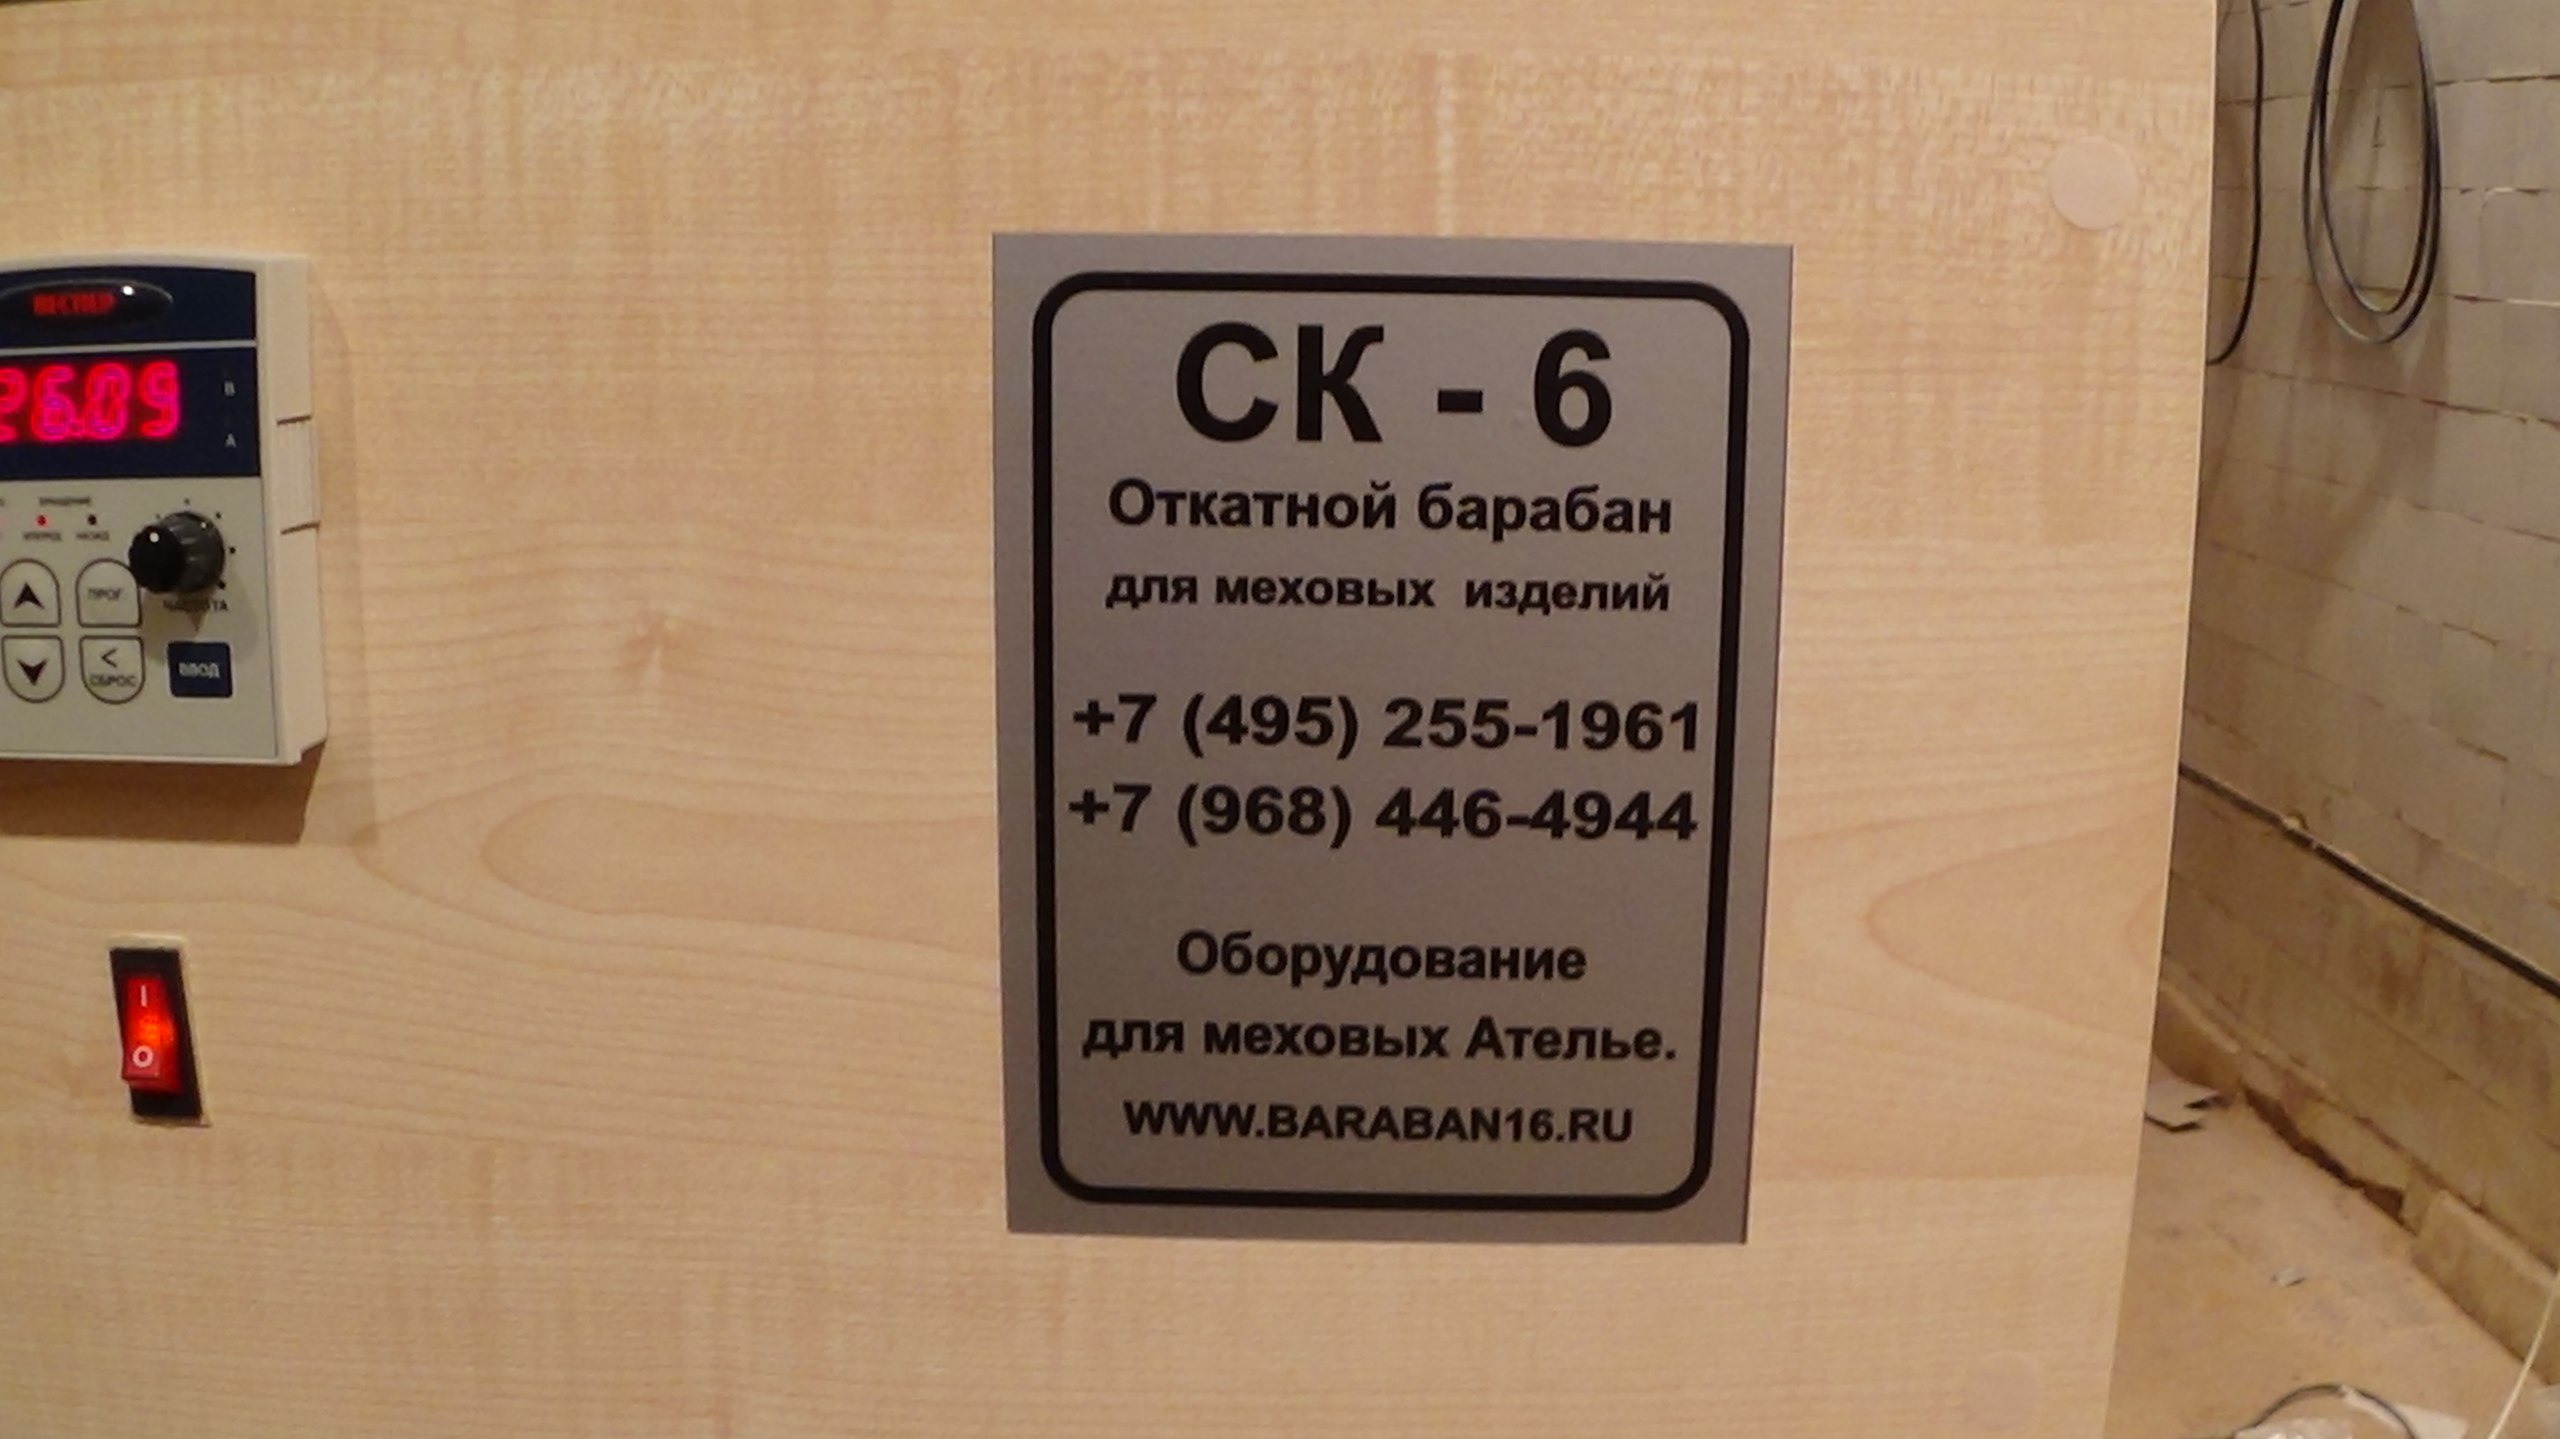 ВЕСПЕР
26.09
В
А
ВПЕРЕД НАЗАД
ПРОГ
ЧАСТОТА
<
СБРОС
ВВОД
I
O
СК - 6
Откатной барабан
для меховых изделий
+7 (495) 255-1961
+7 (968) 446-4944
Оборудование
для меховых Ателье.
WWW.BARABAN16.RU